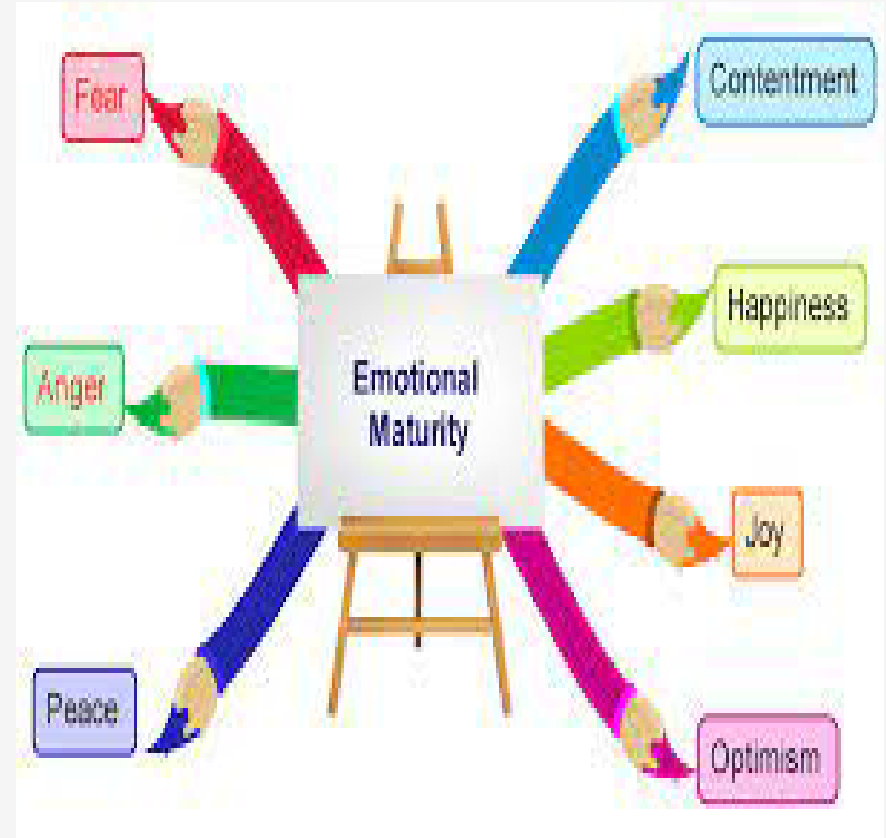 Fear
Contentment
Happiness
Anger
Emotional
Maturity
Joy
Peace
Optimism